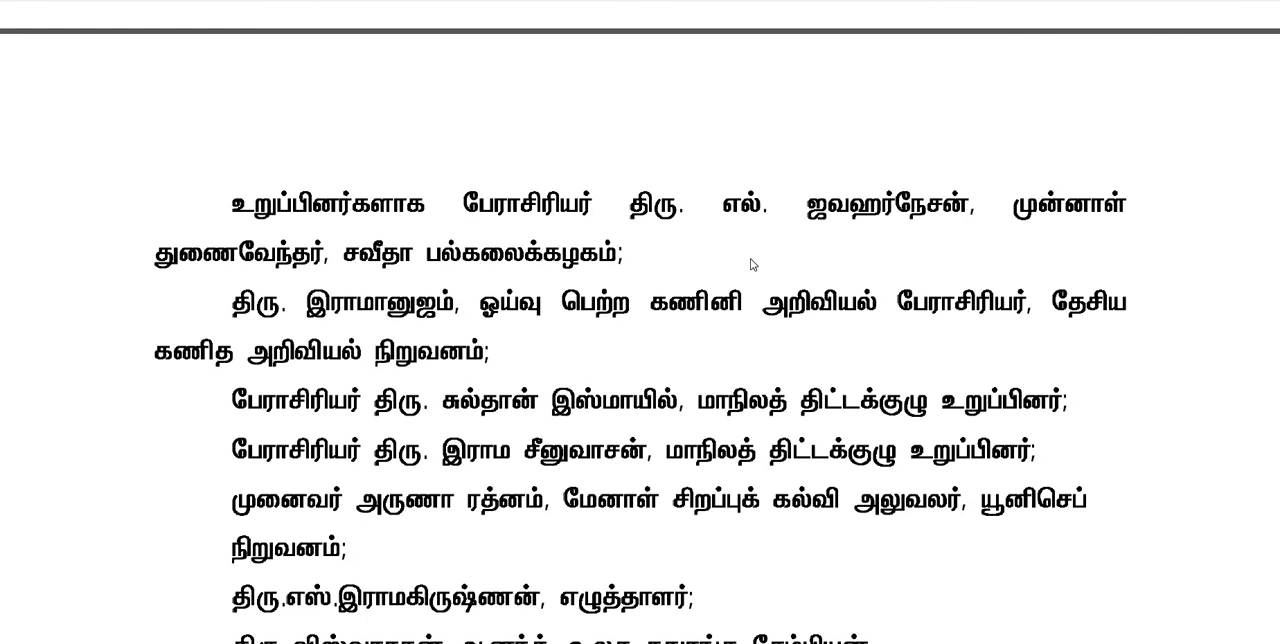 உறுப்பினர்களாக பேராசிரியர் திரு. எல். ஜவஹர்நேசன், முன்னாள்
துணைவேந்தர், சவீதா பல்கலைக்கழகம்;
திரு. இராமானுஜம், ஓய்வு பெற்ற கணினி அறிவியல் பேராசிரியர், தேசிய
கணித அறிவியல் நிறுவனம்;
பேராசிரியர் திரு. சுல்தான் இஸ்மாயில், மாநிலத் திட்டக்குழு உறுப்பினர்;
பேராசிரியர் திரு. இராம சீனுவாசன், மாநிலத் திட்டக்குழு உறுப்பினர்;
முனைவர் அருணா ரத்னம், மேனாள் சிறப்புக் கல்வி அலுவலர், யூனிசெப்
நிறுவனம்;
திரு.எஸ்.இராமகிருஷ்ணன், எழுத்தாளர்;